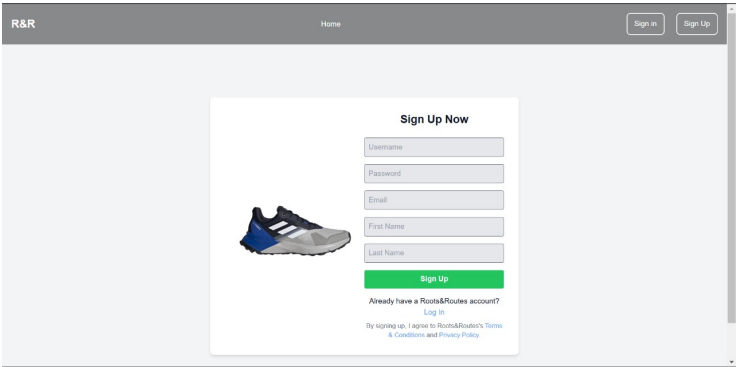 R&R
Home
Sign in
Sign Up
Sign Up Now
Username
Password
Email
First Name
Last Name
Sign Up
Already have a Roots&Routes account?
Log In
By signing up, I agree to Roots&Routes's Terms
& Conditions and Privacy Policy